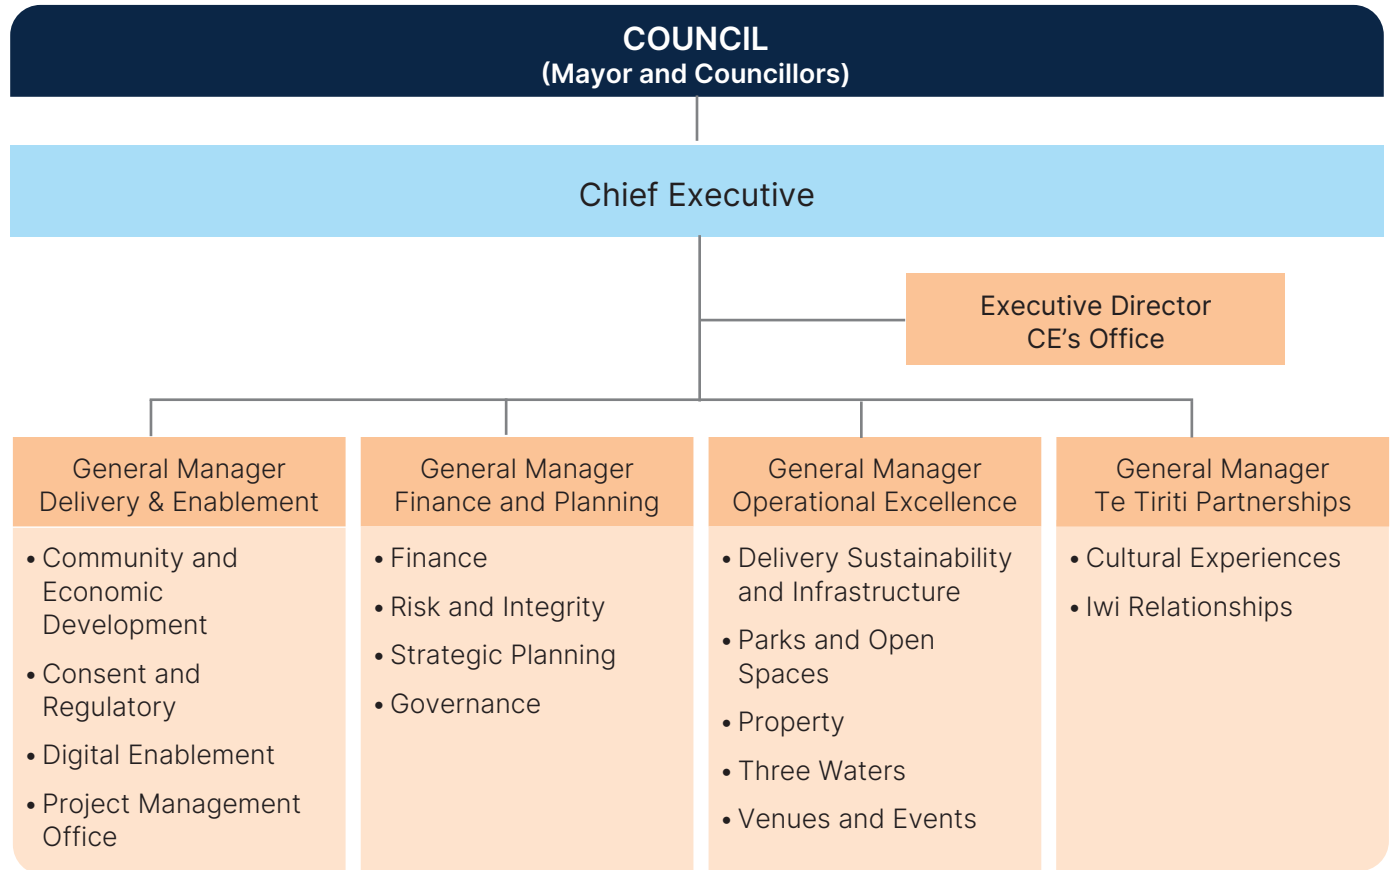 COUNCIL
(Mayor and Councillors)
Chief Executive
Executive Director
CE’s Office
General Manager
Delivery & Enablement
• Community and
Economic
Development
• Consent and
Regulatory
• Digital Enablement
• Project Management
Office
General Manager
Finance and Planning
• Finance
• Risk and Integrity
• Strategic Planning
• Governance
General Manager
Operational Excellence
• Delivery Sustainability
and Infrastructure
• Parks and Open
Spaces
• Property
• Three Waters
• Venues and Events
General Manager
Te Tiriti Partnerships
• Cultural Experiences
• Iwi Relationships